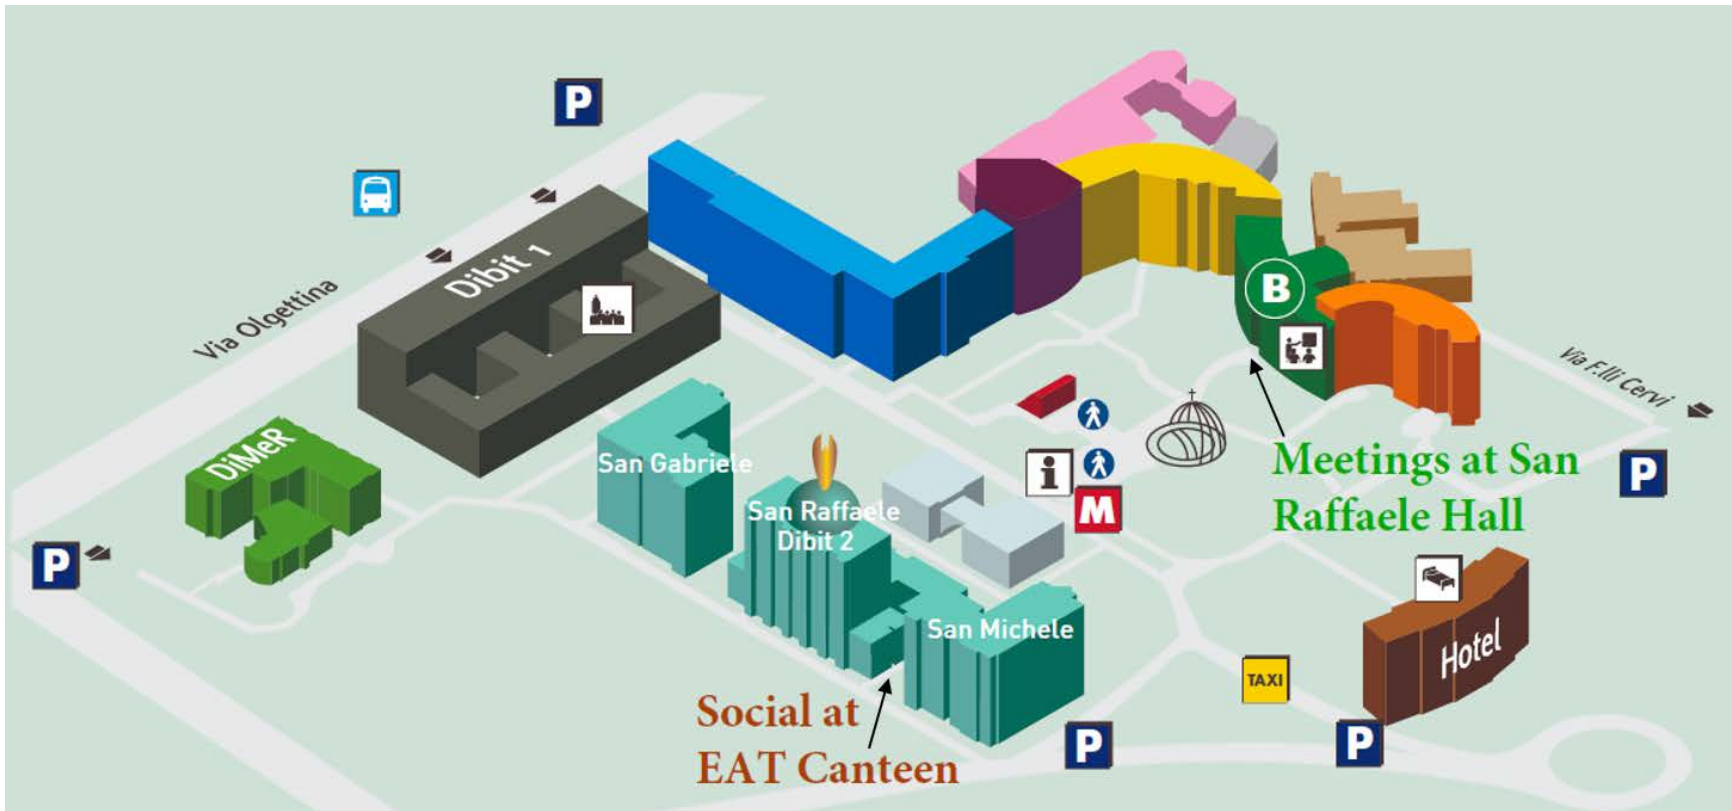 P
Via Olgettina
Dibit 1
B
Via F.lli Cervi
DiMeR
San Gabriele
San Raffaele
Dibit 2
i
M
Meetings at San
Raffaele Hall
P
P
San Michele
Hotel
TAXI
Social at
EAT Canteen
P
P